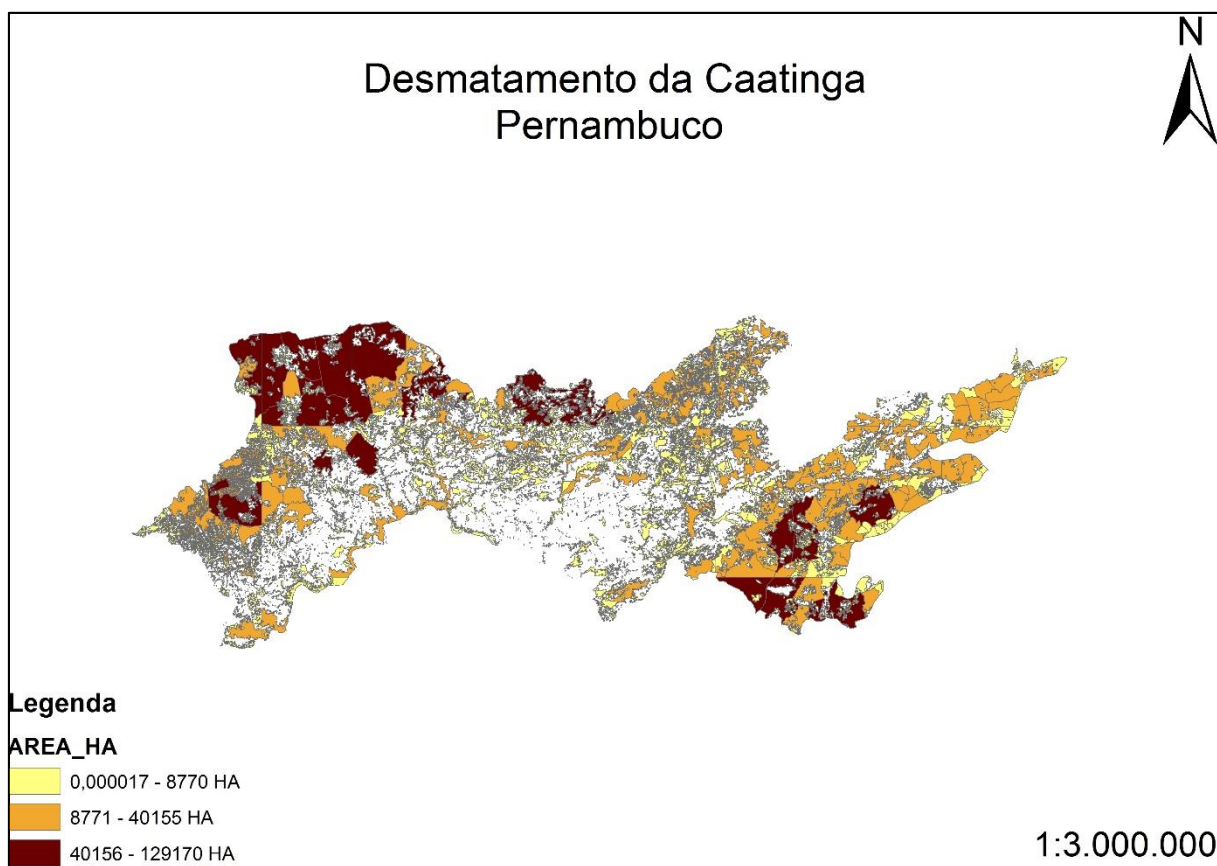 N
Desmatamento da Caatinga
Pernambuco
Legenda
AREA_HA
0,000017 - 8770 HA
8771 - 40155 HA
40156 - 129170 HA
1:3.000.000